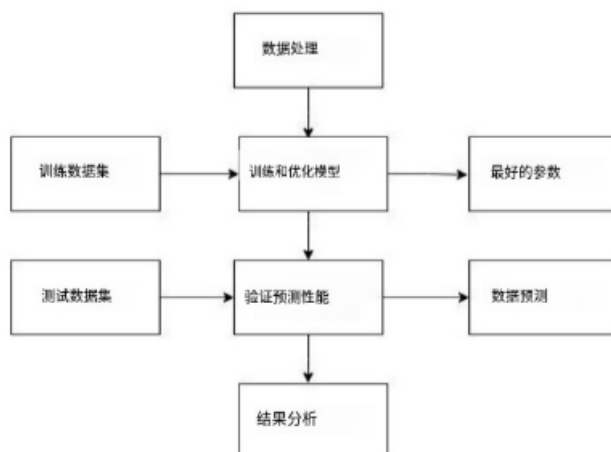 数据处理
训练数据集
训练和优化模型
最好的参数
测试数据集
验证预测性能
数据预测
结果分析